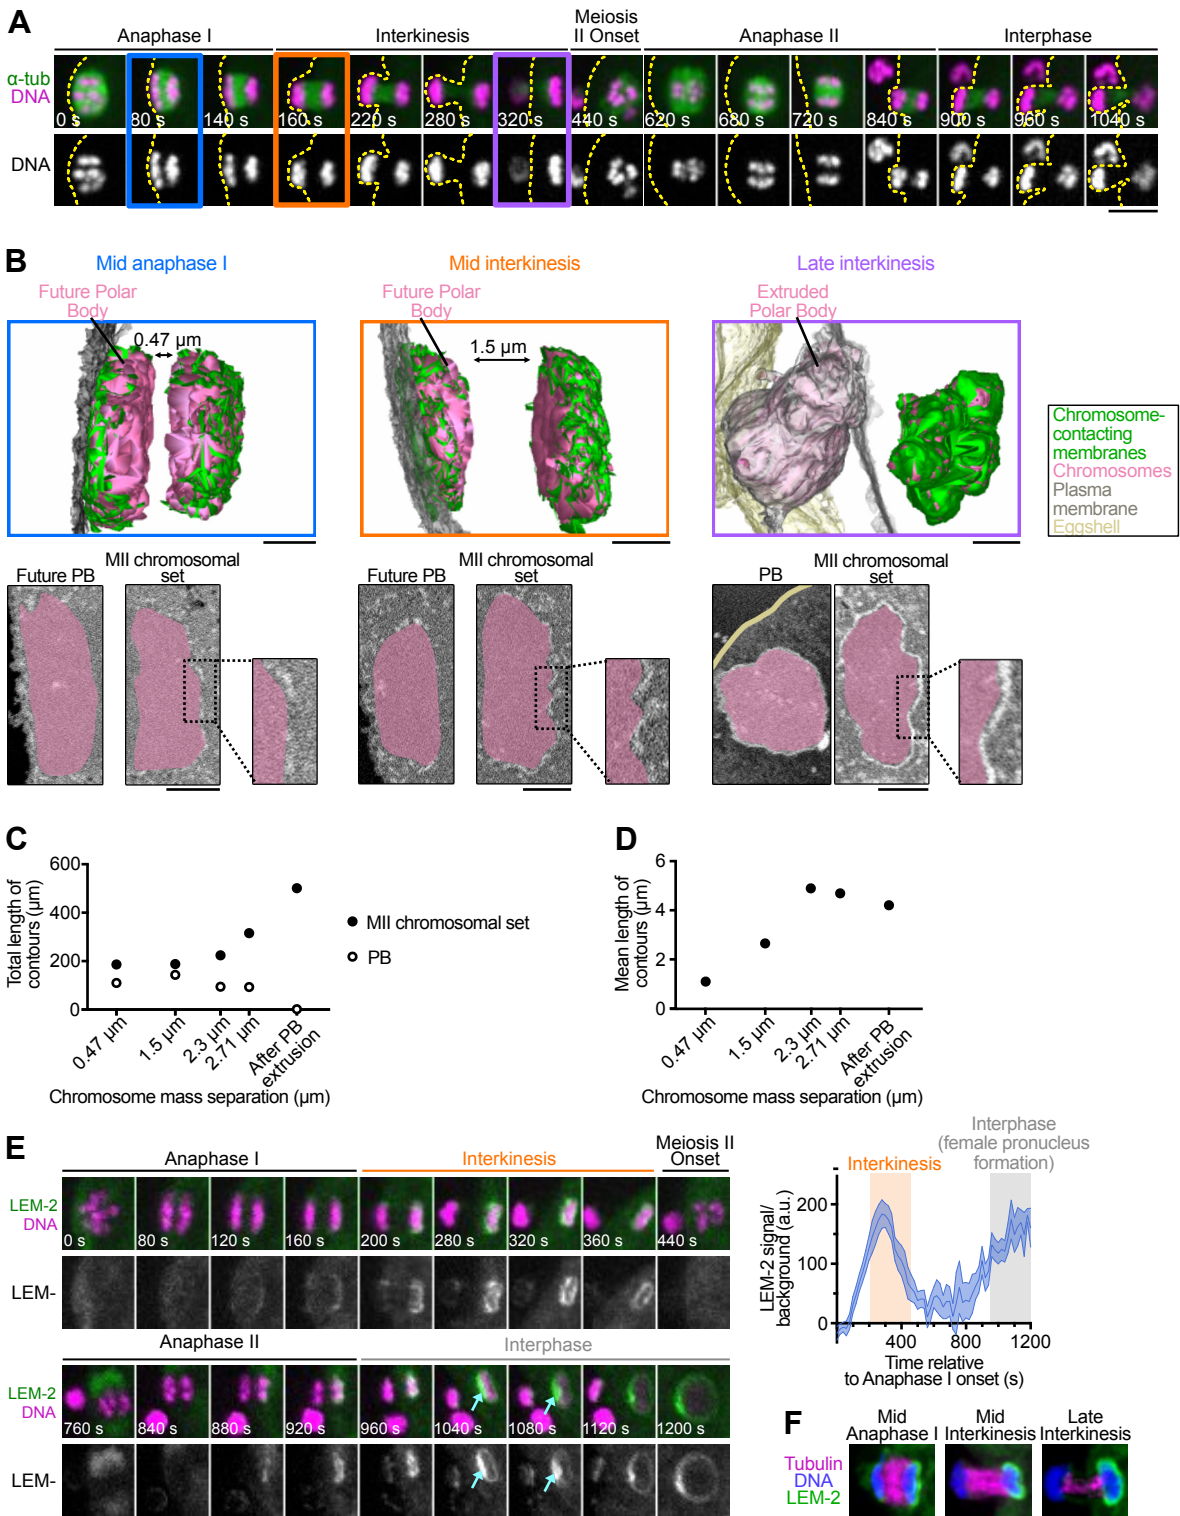 A
Anaphase I
Interkinesis
Meiosis
II Onset
Anaphase II
Interphase
α-tub
DNA
0 s
80 s
140 s
160 s
220 s
280 s
320 s
440 s
620 s
680 s
720 s
840 s
900 s
960 s
1040 s
DNA
B
Mid anaphase I
Mid interkinesis
Late interkinesis
Future Polar
Body
0.47 µm
Future Polar
Body
1.5 µm
Extruded
Polar Body
Chromosome-
contacting
membranes
Chromosomes
Plasma
membrane
Eggshell
Future PB
MII chromosomal
set
Future PB
MII chromosomal
set
PB
MII chromosomal
set
C
Total length of
contours (µm)
600
400
200
0
0.47 µm
1.5 µm
2.3 µm
2.71 µm
After PB
extrusion
Chromosome mass separation (µm)
MII chromosomal set
PB
D
Mean length of
contours (µm)
6
4
2
0
0.47 µm
1.5 µm
2.3 µm
2.71 µm
After PB
extrusion
Chromosome mass separation (µm)
E
Anaphase I
Interkinesis
Meiosis II
Onset
LEM-2
DNA
0 s
80 s
120 s
160 s
200 s
280 s
320 s
360 s
440 s
LEM-
Anaphase II
Interphase
LEM-2
DNA
760 s
840 s
880 s
920 s
960 s
1040 s
1080 s
1120 s
1200 s
LEM-
Interphase
(female pronucleus
formation)
Interkinesis
LEM-2 signal/
background (a.u.)
200
100
0
400
800
1200
Time relative
to Anaphase I onset (s)
F
Mid
Anaphase I
Mid
Interkinesis
Late
Interkinesis
Tubulin
DNA
LEM-2